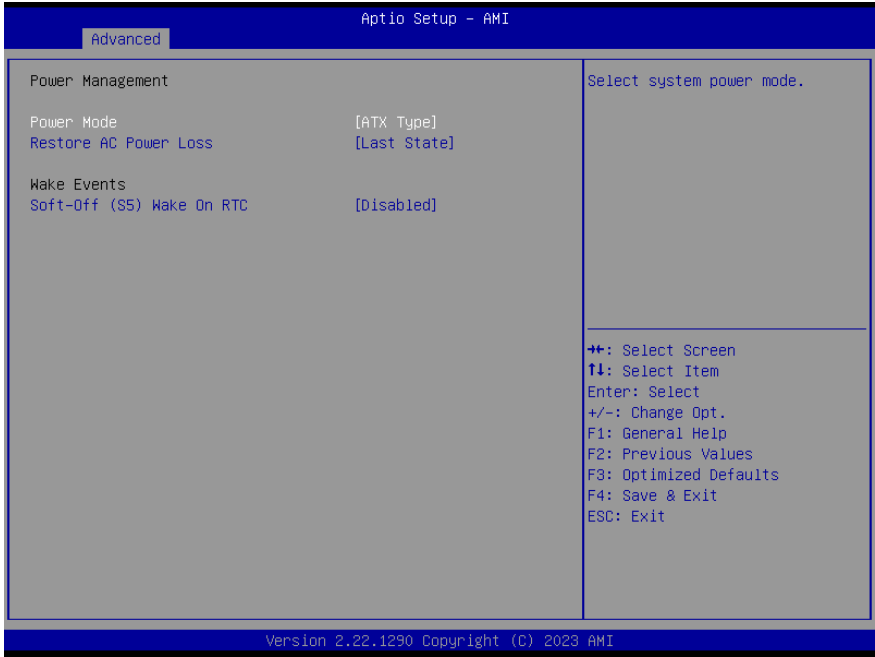 Aptio Setup – AMI
Advanced
Power Management
Power Mode [ATX Type]
Restore AC Power Loss [Last State]
Wake Events
Soft-Off (S5) Wake On RTC [Disabled]
Select system power mode.
→←: Select Screen
↑↓: Select Item
Enter: Select
+/-: Change Opt.
F1: General Help
F2: Previous Values
F3: Optimized Defaults
F4: Save & Exit
ESC: Exit
Version 2.22.1290 Copyright (C) 2023 AMI